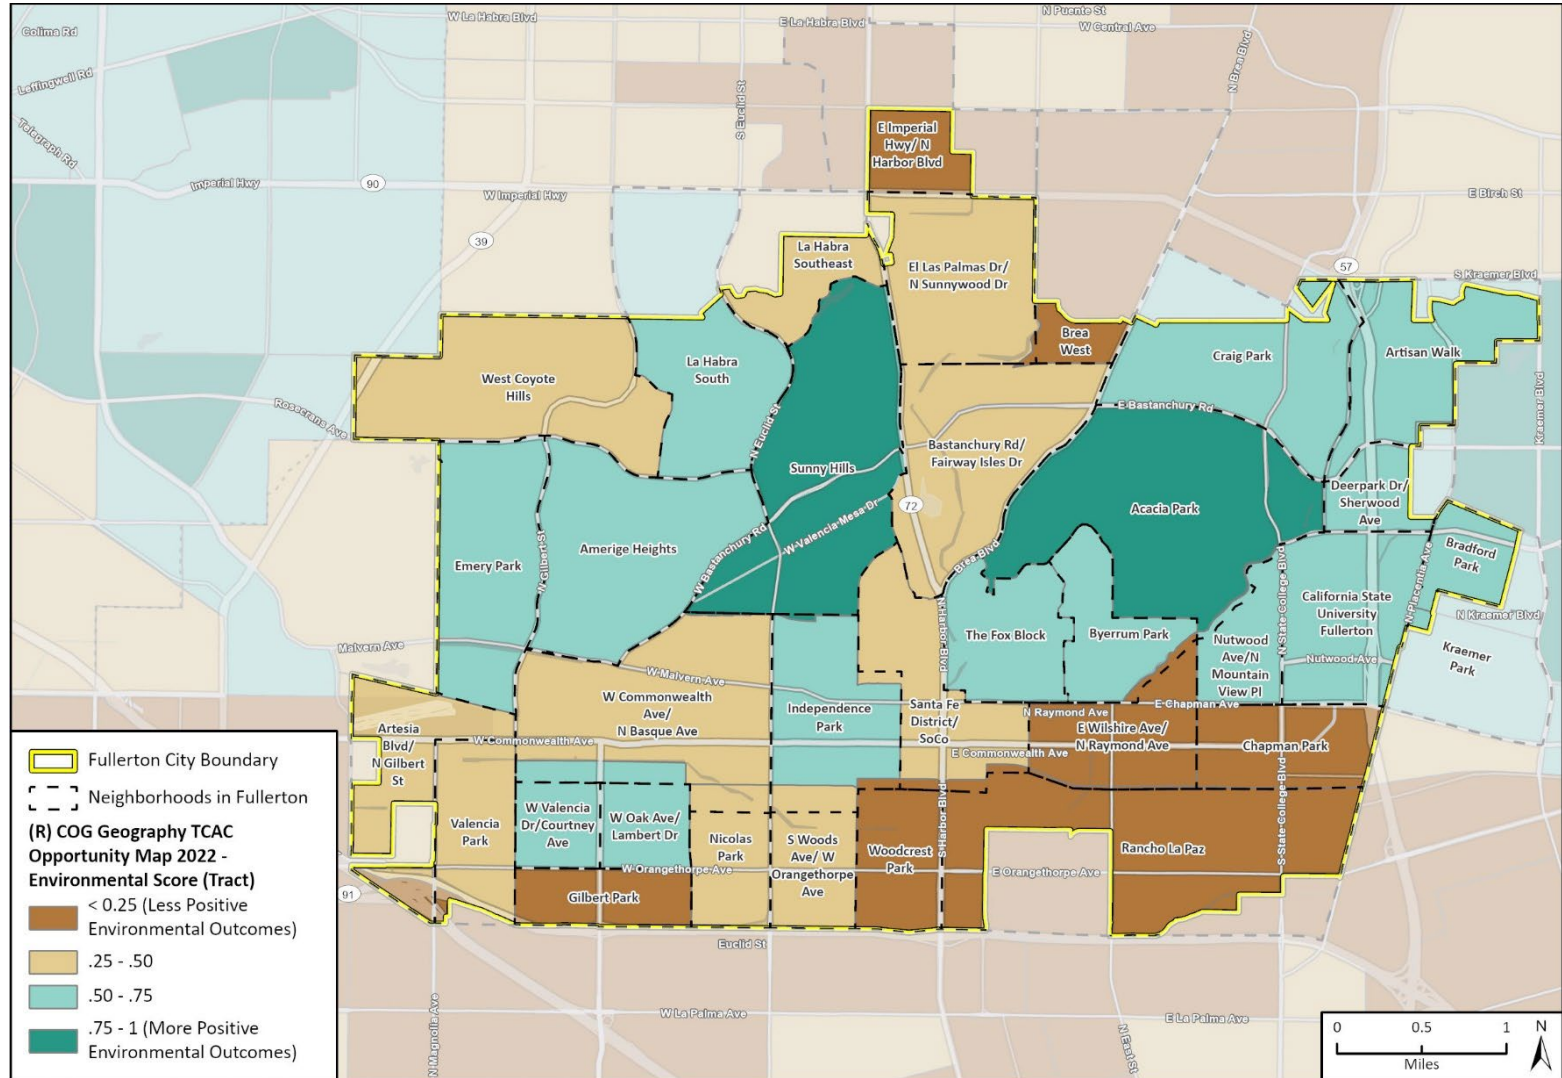 Colima Rd
W La Habra Blvd
E La Habra Blvd
N Puente St
W Central Ave
N Brea Blvd
Leffingwell Rd
Telegraph Rd
S Euclid St
Imperial Hwy
90
W Imperial Hwy
39
E Imperial
Hwy/ N
Harbor Blvd
E Birch St
La Habra
Southeast
El Las Palmas Dr/
N Sunnywood Dr
57
S Kraemer Blvd
Brea
West
Craig Park
Artisan Walk
La Habra
South
West Coyote
Hills
Rosecrans Ave
N Euclid St
E Bastanchury Rd
Kraemer Blvd
Sunny Hills
Bastanchury Rd/
Fairway Isles Dr
72
Deerpark Dr/
Sherwood
Ave
Acacia Park
W Valencia Mesa Dr
W Bastanchury Rd
Amerige Heights
Emery Park
N Gilbert St
Brea Blvd
N State College Blvd
N Placentia Ave
Bradford
Park
California State
University
Fullerton
N Kraemer Blvd
N Harbor Blvd
The Fox Block
Byerrum Park
Nutwood
Ave/N
Mountain
View Pl
Nutwood Ave
Kraemer
Park
Malvern Ave
W Malvern Ave
W Commonwealth
Ave/
N Basque Ave
Independence
Park
Santa Fe
District/
SoCo
N Raymond Ave
E Chapman Ave
E Wilshire Ave/
N Raymond Ave
Chapman Park
Artesia
Blvd/
N Gilbert
St
W Commonwealth Ave
E Commonwealth Ave
S State College Blvd
S Harbor Blvd
Valencia
Park
W Valencia
Dr/Courtney
Ave
W Oak Ave/
Lambert Dr
Nicolas
Park
S Woods
Ave/ W
Orangethorpe
Ave
Woodcrest
Park
Rancho La Paz
W Orangethorpe Ave
E Orangethorpe Ave
91
Gilbert Park
Euclid St
W La Palma Ave
E La Palma Ave
N Magnolia Ave
N East St
Fullerton City Boundary
Neighborhoods in Fullerton
(R) COG Geography TCAC
Opportunity Map 2022 -
Environmental Score (Tract)
< 0.25 (Less Positive
Environmental Outcomes)
.25 - .50
.50 - .75
.75 - 1 (More Positive
Environmental Outcomes)
0 0.5 1
Miles
N